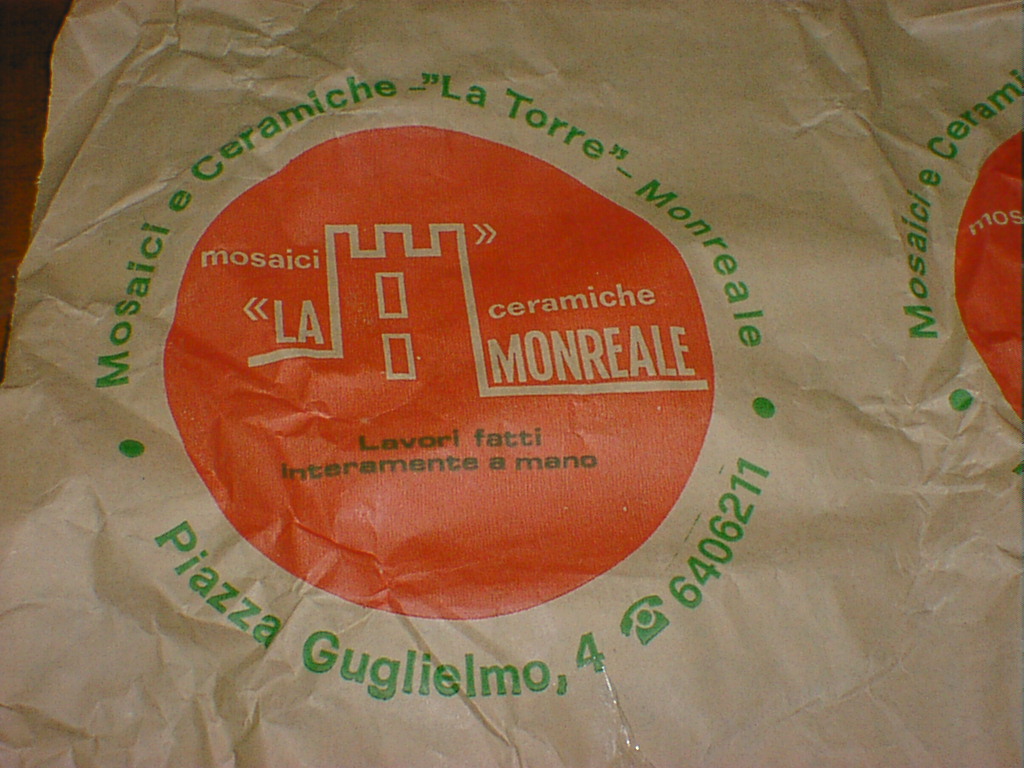 Mosaici e Ceramiche -"La Torre"- Monreale
mosaici
«LA »
ceramiche
MONREALE
Lavori fatti
interamente a mano
Piazza Guglielmo, 4 ☎ 6406211
Mosaici e Cerami
mos